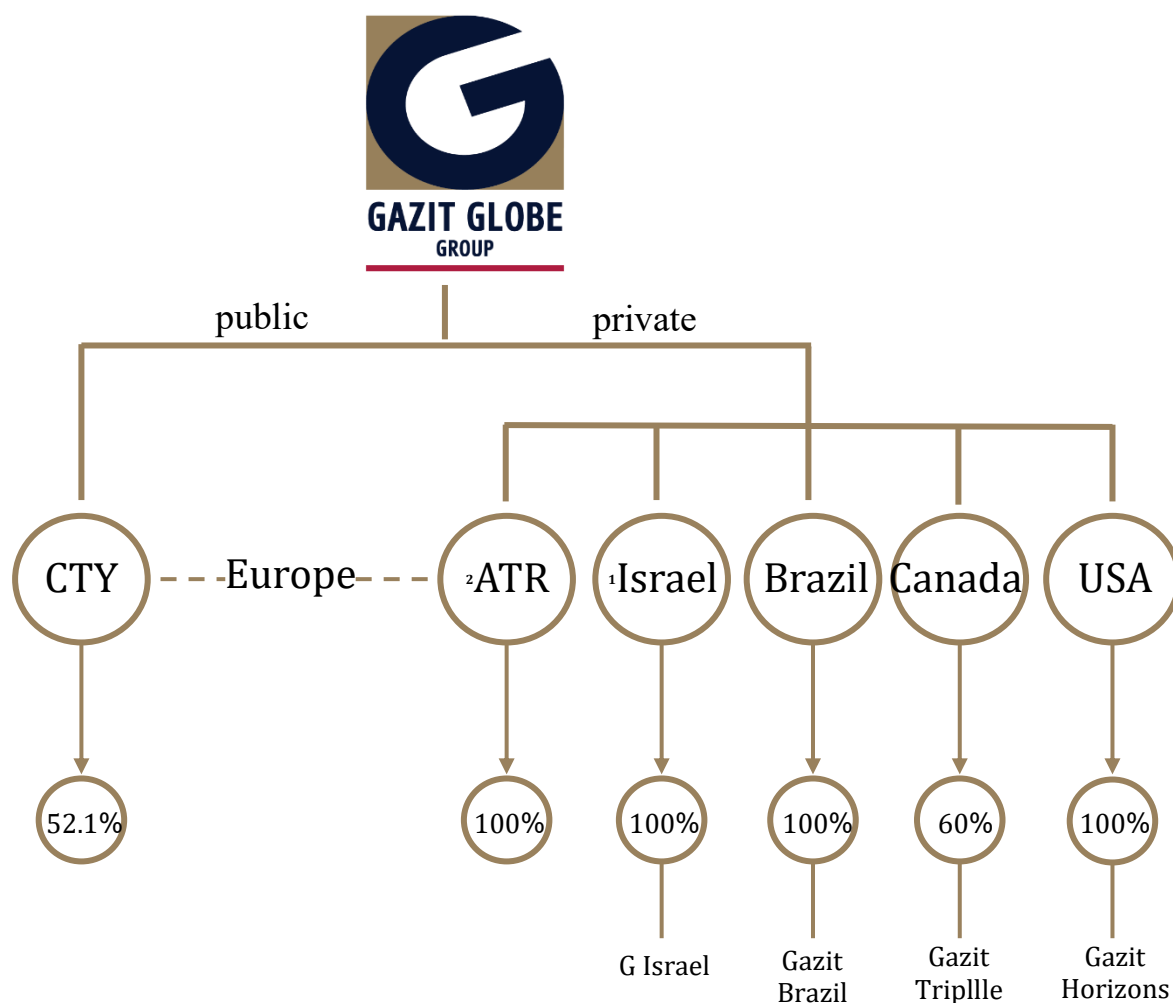 GAZIT GLOBE
GROUP
public
private
CTY
Europe
²ATR
¹Israel
Brazil
Canada
USA
52.1%
100%
100%
100%
60%
100%
G Israel
Gazit
Brazil
Gazit
Tripllle
Gazit
Horizons